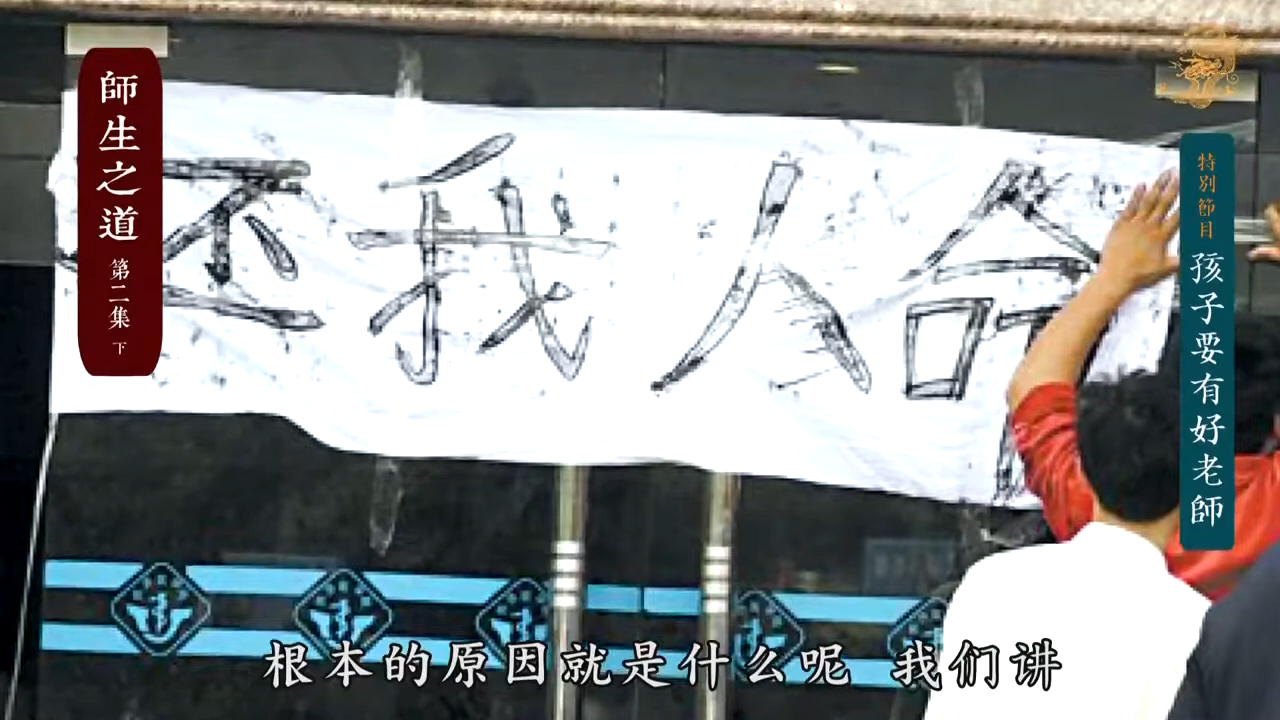 師生之道
第二集 下
还我人命
特別節目
孩子要有好老師
根本的原因就是什么呢 我们讲